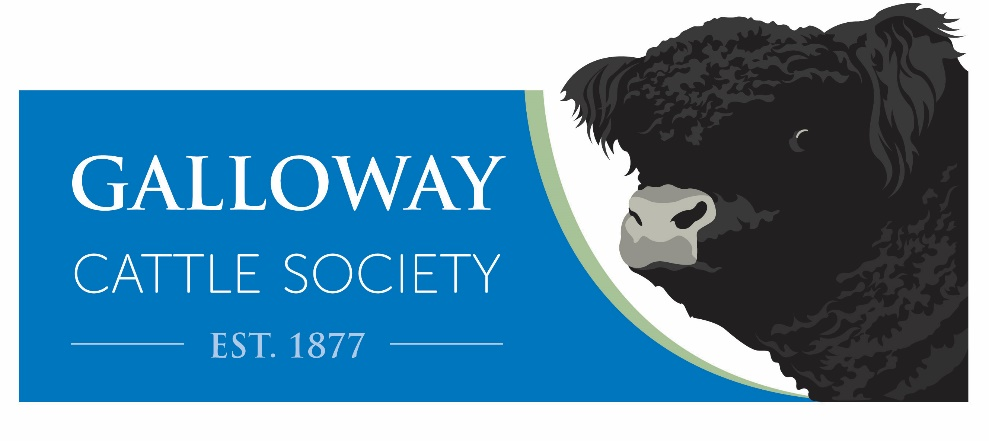 GALLOWAY
CATTLE SOCIETY
EST. 1877